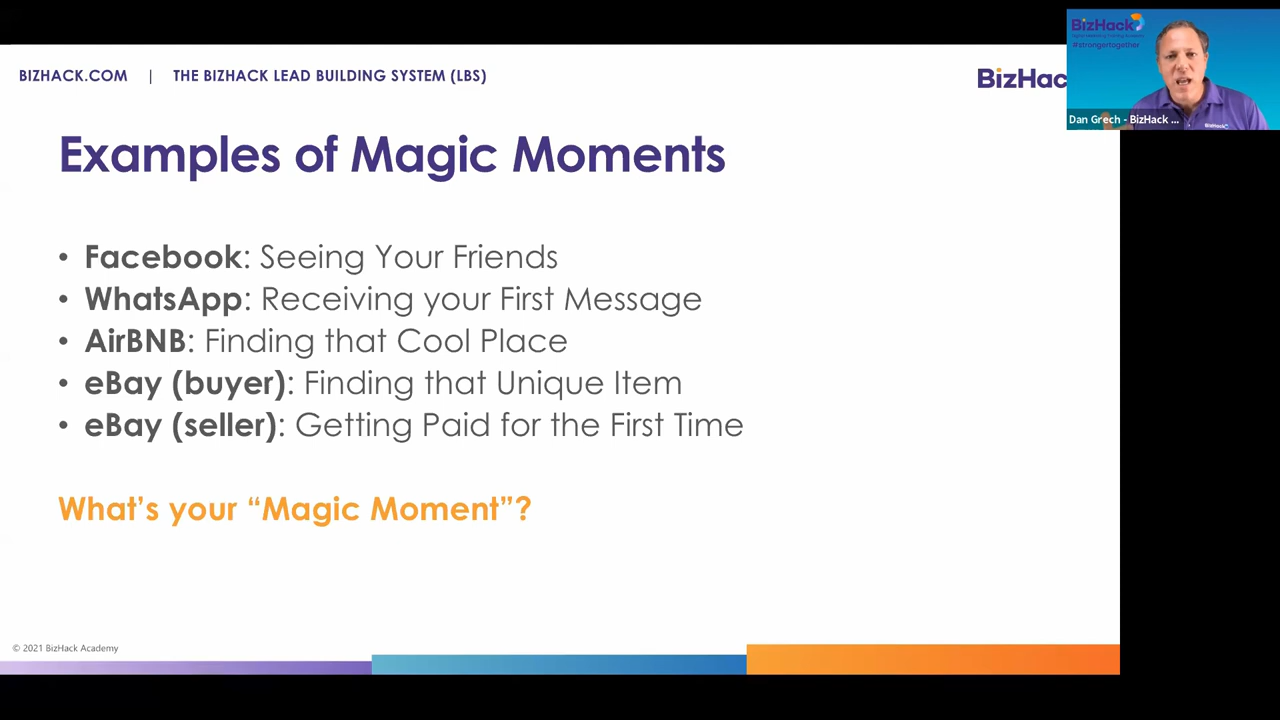 BIZHACK.COM | THE BIZHACK LEAD BUILDING SYSTEM (LBS)
BizHac
BizHack
#strongertogether
BizHack
Dan Grech - BizHack ...
Examples of Magic Moments
• Facebook: Seeing Your Friends
• WhatsApp: Receiving your First Message
• AirBNB: Finding that Cool Place
• eBay (buyer): Finding that Unique Item
• eBay (seller): Getting Paid for the First Time
What’s your “Magic Moment”?
© 2021 BizHack Academy